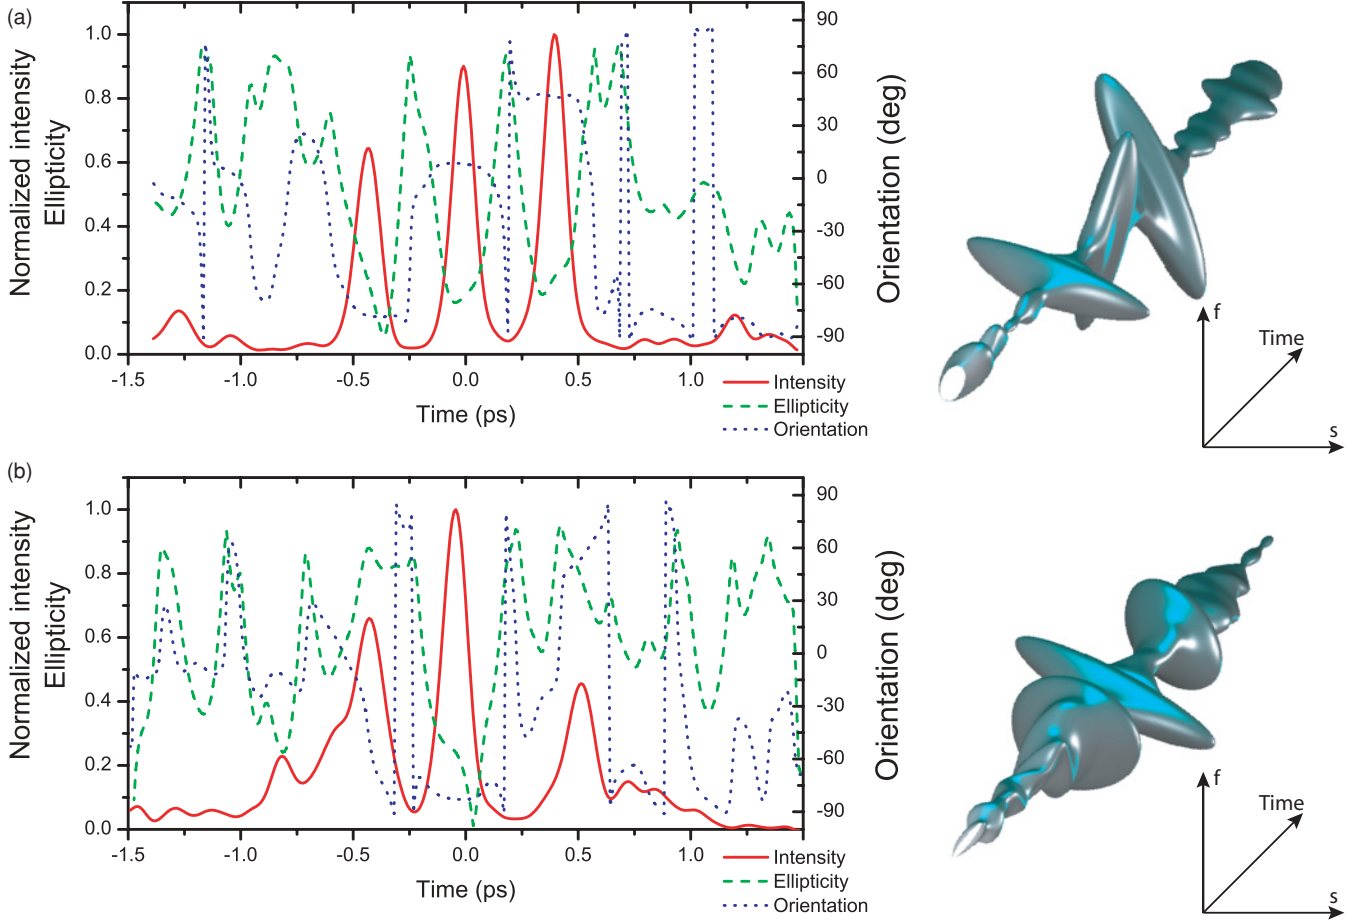 (a)
Normalized intensity
Ellipticity
1.0
0.8
0.6
0.4
0.2
0.0
-1.5
-1.0
-0.5
0.0
0.5
1.0
Time (ps)
90
60
30
0
-30
-60
-90
Orientation (deg)
Intensity
Ellipticity
Orientation
f
Time
s
(b)
Normalized intensity
Ellipticity
1.0
0.8
0.6
0.4
0.2
0.0
-1.5
-1.0
-0.5
0.0
0.5
1.0
Time (ps)
90
60
30
0
-30
-60
-90
Orientation (deg)
Intensity
Ellipticity
Orientation
f
Time
s